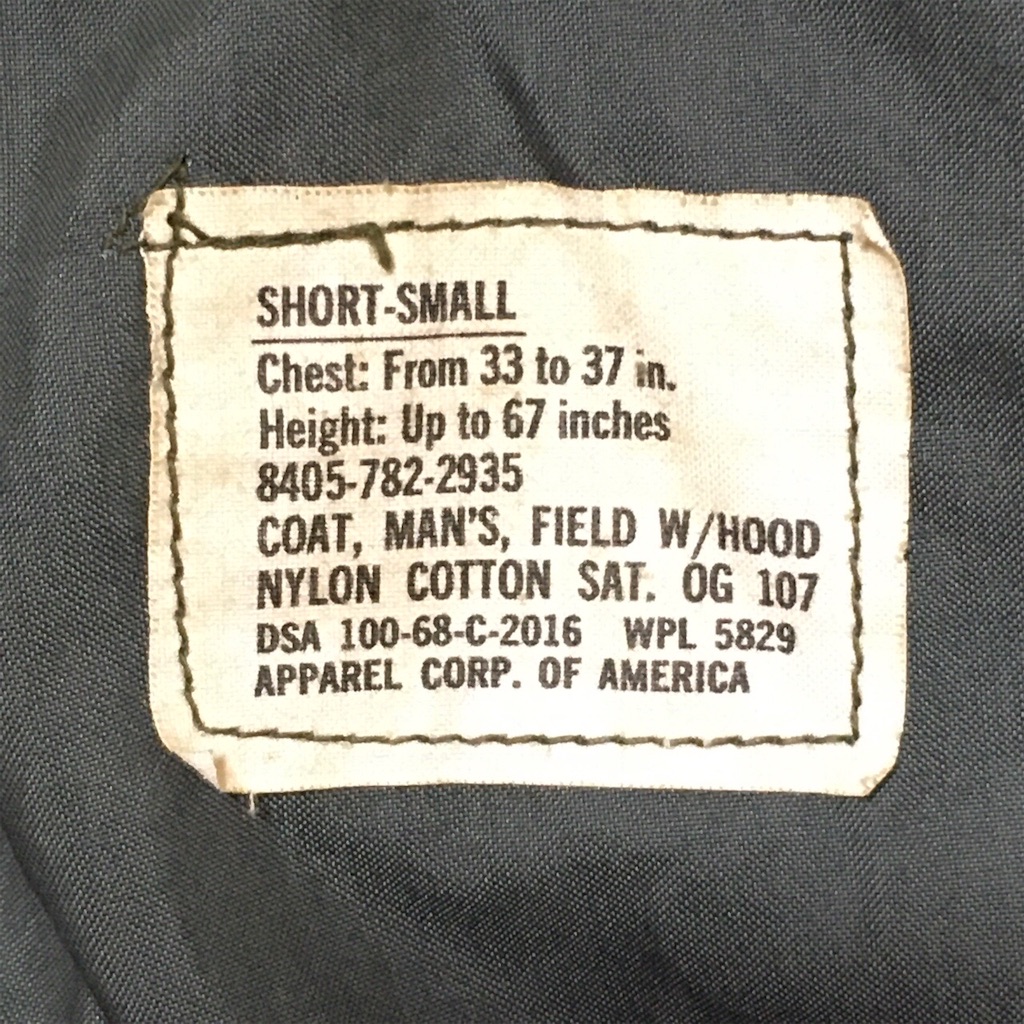 SHORT-SMALL
Chest: From 33 to 37 in.
Height: Up to 67 inches
8405-782-2935
COAT, MAN'S, FIELD W/HOOD
NYLON COTTON SAT. OG 107
DSA 100-68-C-2016 WPL 5829
APPAREL CORP. OF AMERICA